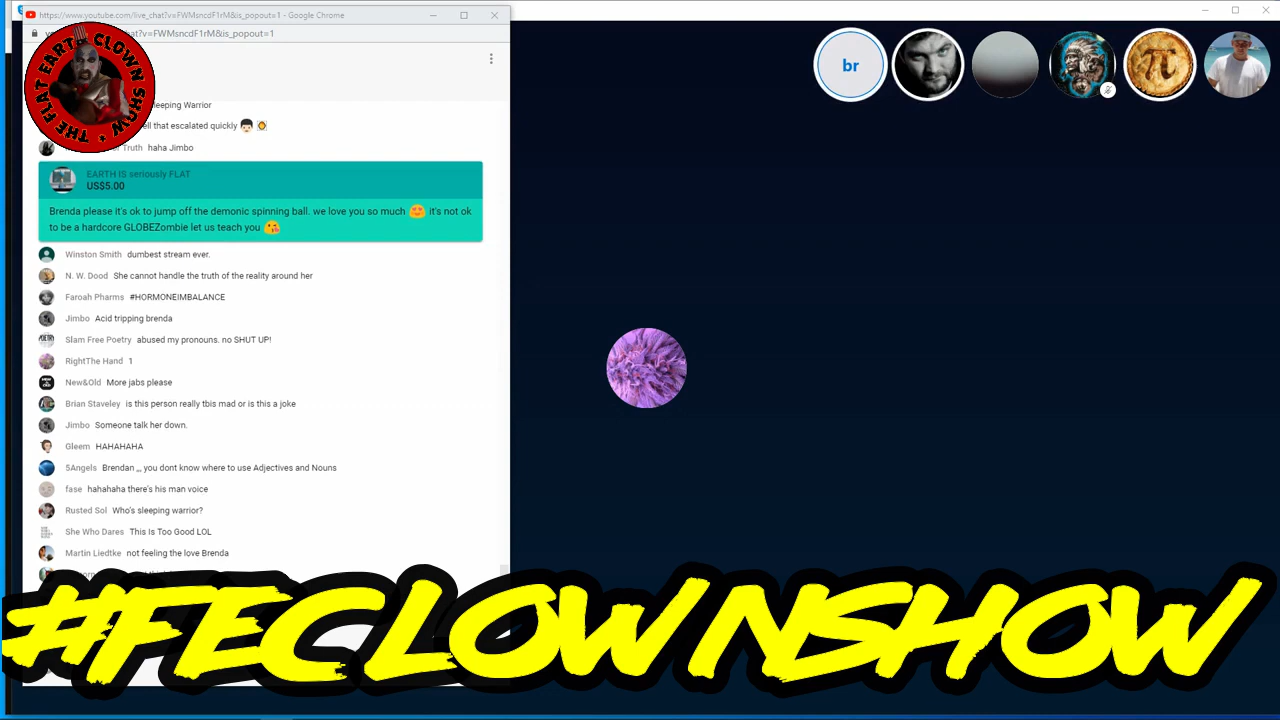 https://www.youtube.com/live_chat?v=FWMsncdF1rM&is_popout=1 - Google Chrome
chat?v=FWMsncdF1rM&is_popout=1
THE FLAT EARTH CLOWN SHOW
br
π
Warrior
that escalated quickly
Truth haha Jimbo
EARTH IS seriously FLAT
US$5.00
Brenda please it's ok to jump off the demonic spinning ball. we love you so much 😍 it's not ok
to be a hardcore GLOBEZombie let us teach you 😘
Winston Smith dumbest stream ever.
N. W. Dood She cannot handle the truth of the reality around her
Faroah Pharms #HORMONEIMBALANCE
Jimbo Acid tripping brenda
POETRY
Slam Free Poetry abused my pronouns. no SHUT UP!
RightThe Hand 1
New&Old More jabs please
Brian Staveley is this person really tbis mad or is this a joke
Jimbo Someone talk her down.
Gleem HAHAHAHA
5Angels Brendan ,,, you dont know where to use Adjectives and Nouns
fase hahahaha there's his man voice
Rusted Sol Who's sleeping warrior?
She Who Dares This Is Too Good LOL
Martin Liedtke not feeling the love Brenda
#FECLOWNSHOW